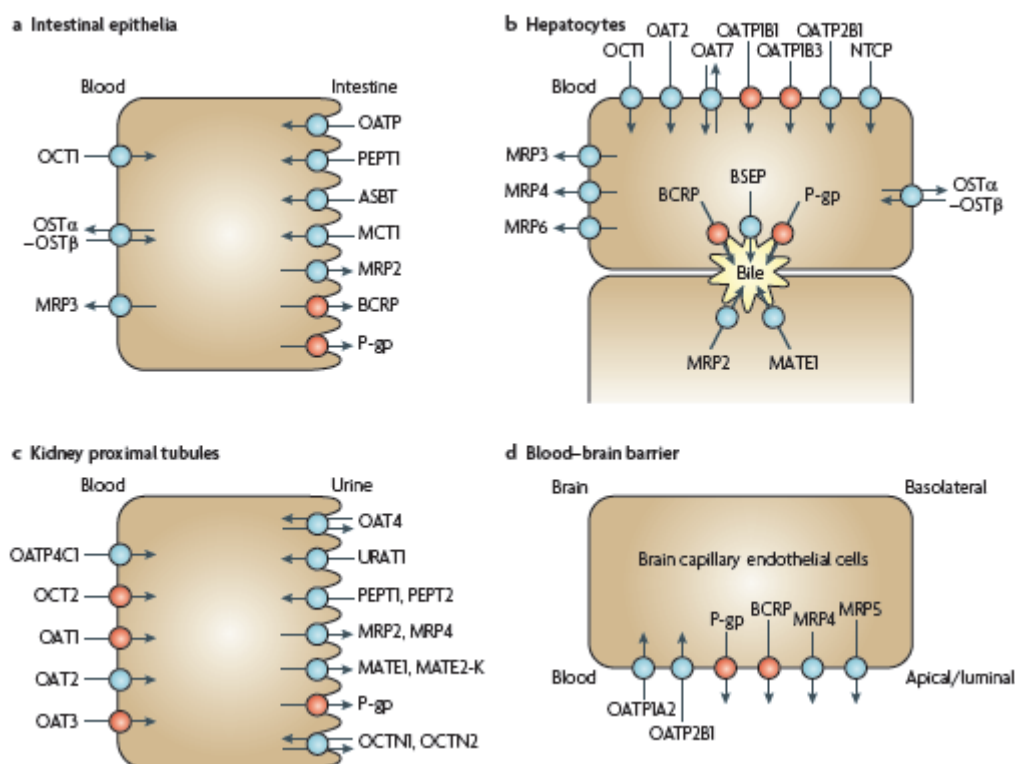 a Intestinal epithelia
Blood
Intestine
OCT1
OSTα
–OSTβ
MRP3
OATP
PEPT1
ASBT
MCT1
MRP2
BCRP
P-gp
b Hepatocytes
Blood
OCT1
OAT2
OAT7
OATP1B1
OATP1B3
OATP2B1
NTCP
MRP3
MRP4
MRP6
BCRP
BSEP
P-gp
Bile
OSTα
–OSTβ
MRP2
MATE1
c Kidney proximal tubules
Blood
Urine
OATP4C1
OCT2
OAT1
OAT2
OAT3
OAT4
URAT1
PEPT1, PEPT2
MRP2, MRP4
MATE1, MATE2-K
P-gp
OCTN1, OCTN2
d Blood–brain barrier
Brain
Basolateral
Brain capillary endothelial cells
P-gp
BCRP
MRP4
MRP5
Blood
Apical/luminal
OATP1A2
OATP2B1